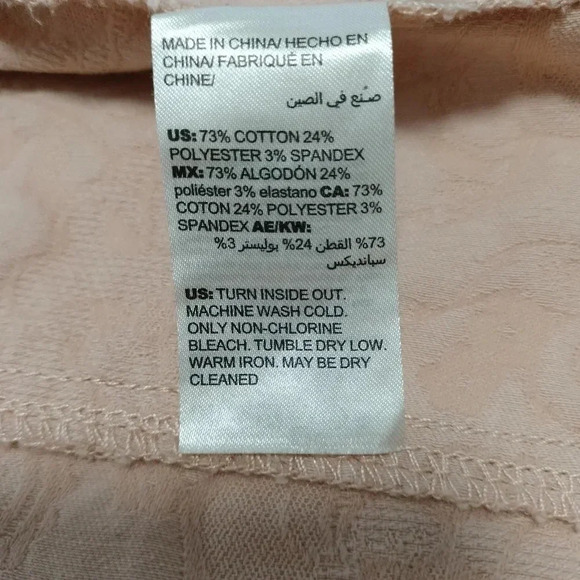 MADE IN CHINA/ HECHO EN
CHINA/ FABRIQUÉ EN
CHINE/
صنع في الصين
US: 73% COTTON 24%
POLYESTER 3% SPANDEX
MX: 73% ALGODÓN 24%
poliéster 3% elastano CA: 73%
COTON 24% POLYESTER 3%
SPANDEX AE/KW:
73% القطن 24% بوليستر 3%
سبانديكس
US: TURN INSIDE OUT.
MACHINE WASH COLD.
ONLY NON-CHLORINE
BLEACH. TUMBLE DRY LOW.
WARM IRON. MAY BE DRY
CLEANED